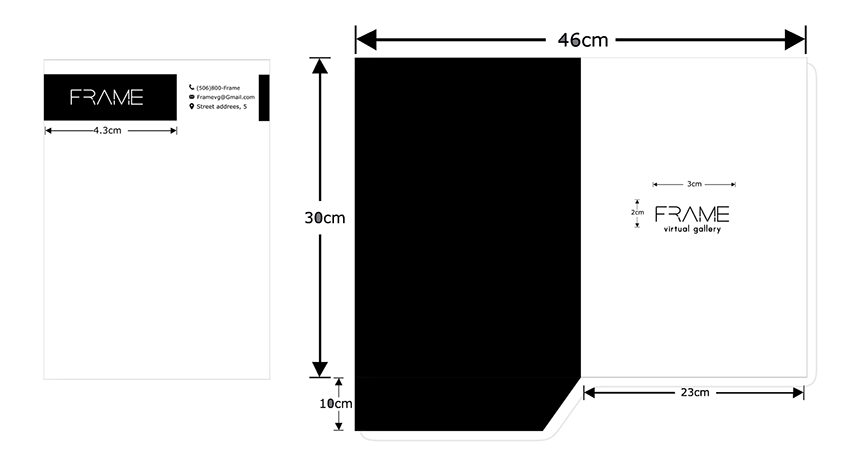 FRAME
(506)800-Frame
Framevg@Gmail.com
Street addrees, 5
4.3cm
46cm
30cm
3cm
2cm
FRAME
virtual gallery
23cm
10cm